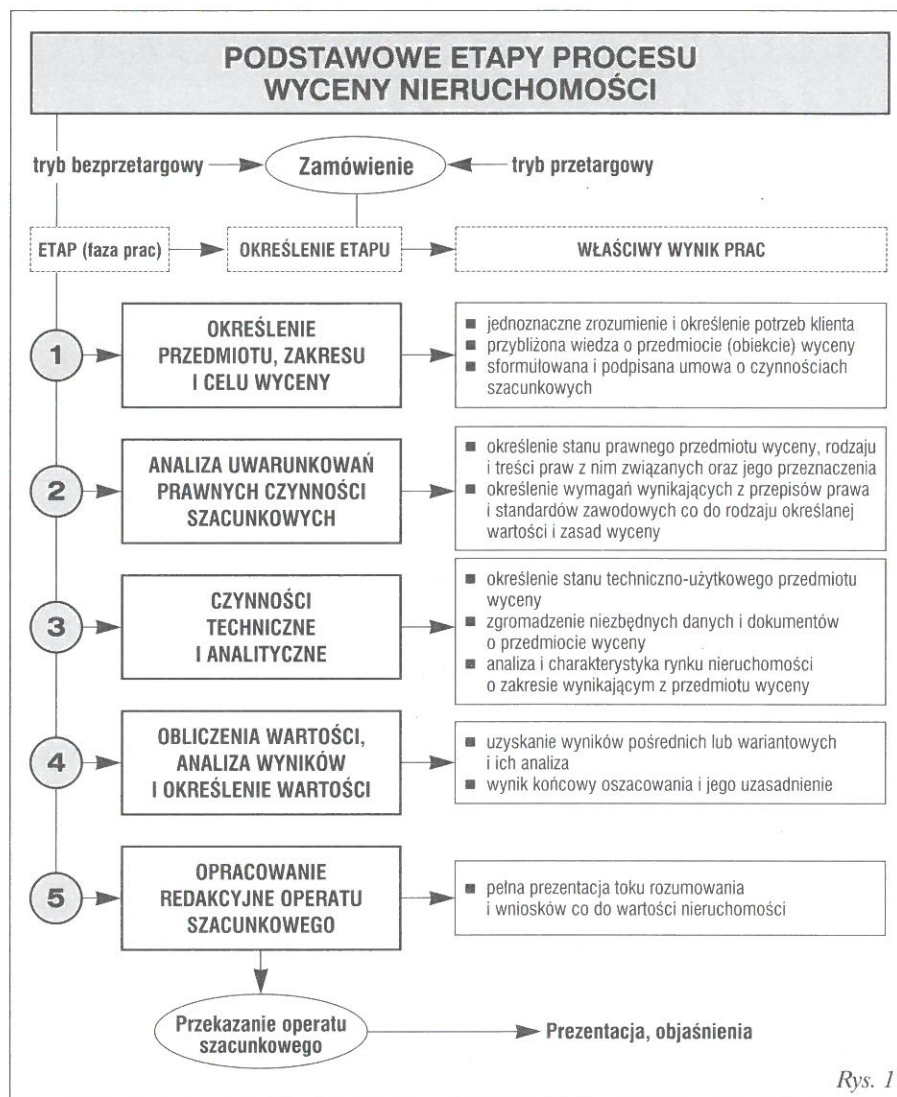 PODSTAWOWE ETAPY PROCESU
WYCENY NIERUCHOMOŚCI
tryb bezprzetargowy
Zamówienie
tryb przetargowy
ETAP (faza prac)
OKREŚLENIE ETAPU
WŁAŚCIWY WYNIK PRAC
1
OKREŚLENIE
PRZEDMIOTU, ZAKRESU
I CELU WYCENY
■ jednoznaczne zrozumienie i określenie potrzeb klienta
■ przybliżona wiedza o przedmiocie (obiekcie) wyceny
■ sformułowana i podpisana umowa o czynnościach
szacunkowych
2
ANALIZA UWARUNKOWAŃ
PRAWNYCH CZYNNOŚCI
SZACUNKOWYCH
■ określenie stanu prawnego przedmiotu wyceny, rodzaju
i treści praw z nim związanych oraz jego przeznaczenia
■ określenie wymagań wynikających z przepisów prawa
i standardów zawodowych co do rodzaju określanej
wartości i zasad wyceny
3
CZYNNOŚCI
TECHNICZNE
I ANALITYCZNE
■ określenie stanu techniczno-użytkowego przedmiotu
wyceny
■ zgromadzenie niezbędnych danych i dokumentów
o przedmiocie wyceny
■ analiza i charakterystyka rynku nieruchomości
o zakresie wynikającym z przedmiotu wyceny
4
OBLICZENIA WARTOŚCI,
ANALIZA WYNIKÓW
I OKREŚLENIE WARTOŚCI
■ uzyskanie wyników pośrednich lub wariantowych
i ich analiza
■ wynik końcowy oszacowania i jego uzasadnienie
5
OPRACOWANIE
REDAKCYJNE OPERATU
SZACUNKOWEGO
■ pełna prezentacja toku rozumowania
i wniosków co do wartości nieruchomości
Przekazanie operatu
szacunkowego
Prezentacja, objaśnienia
Rys. 1